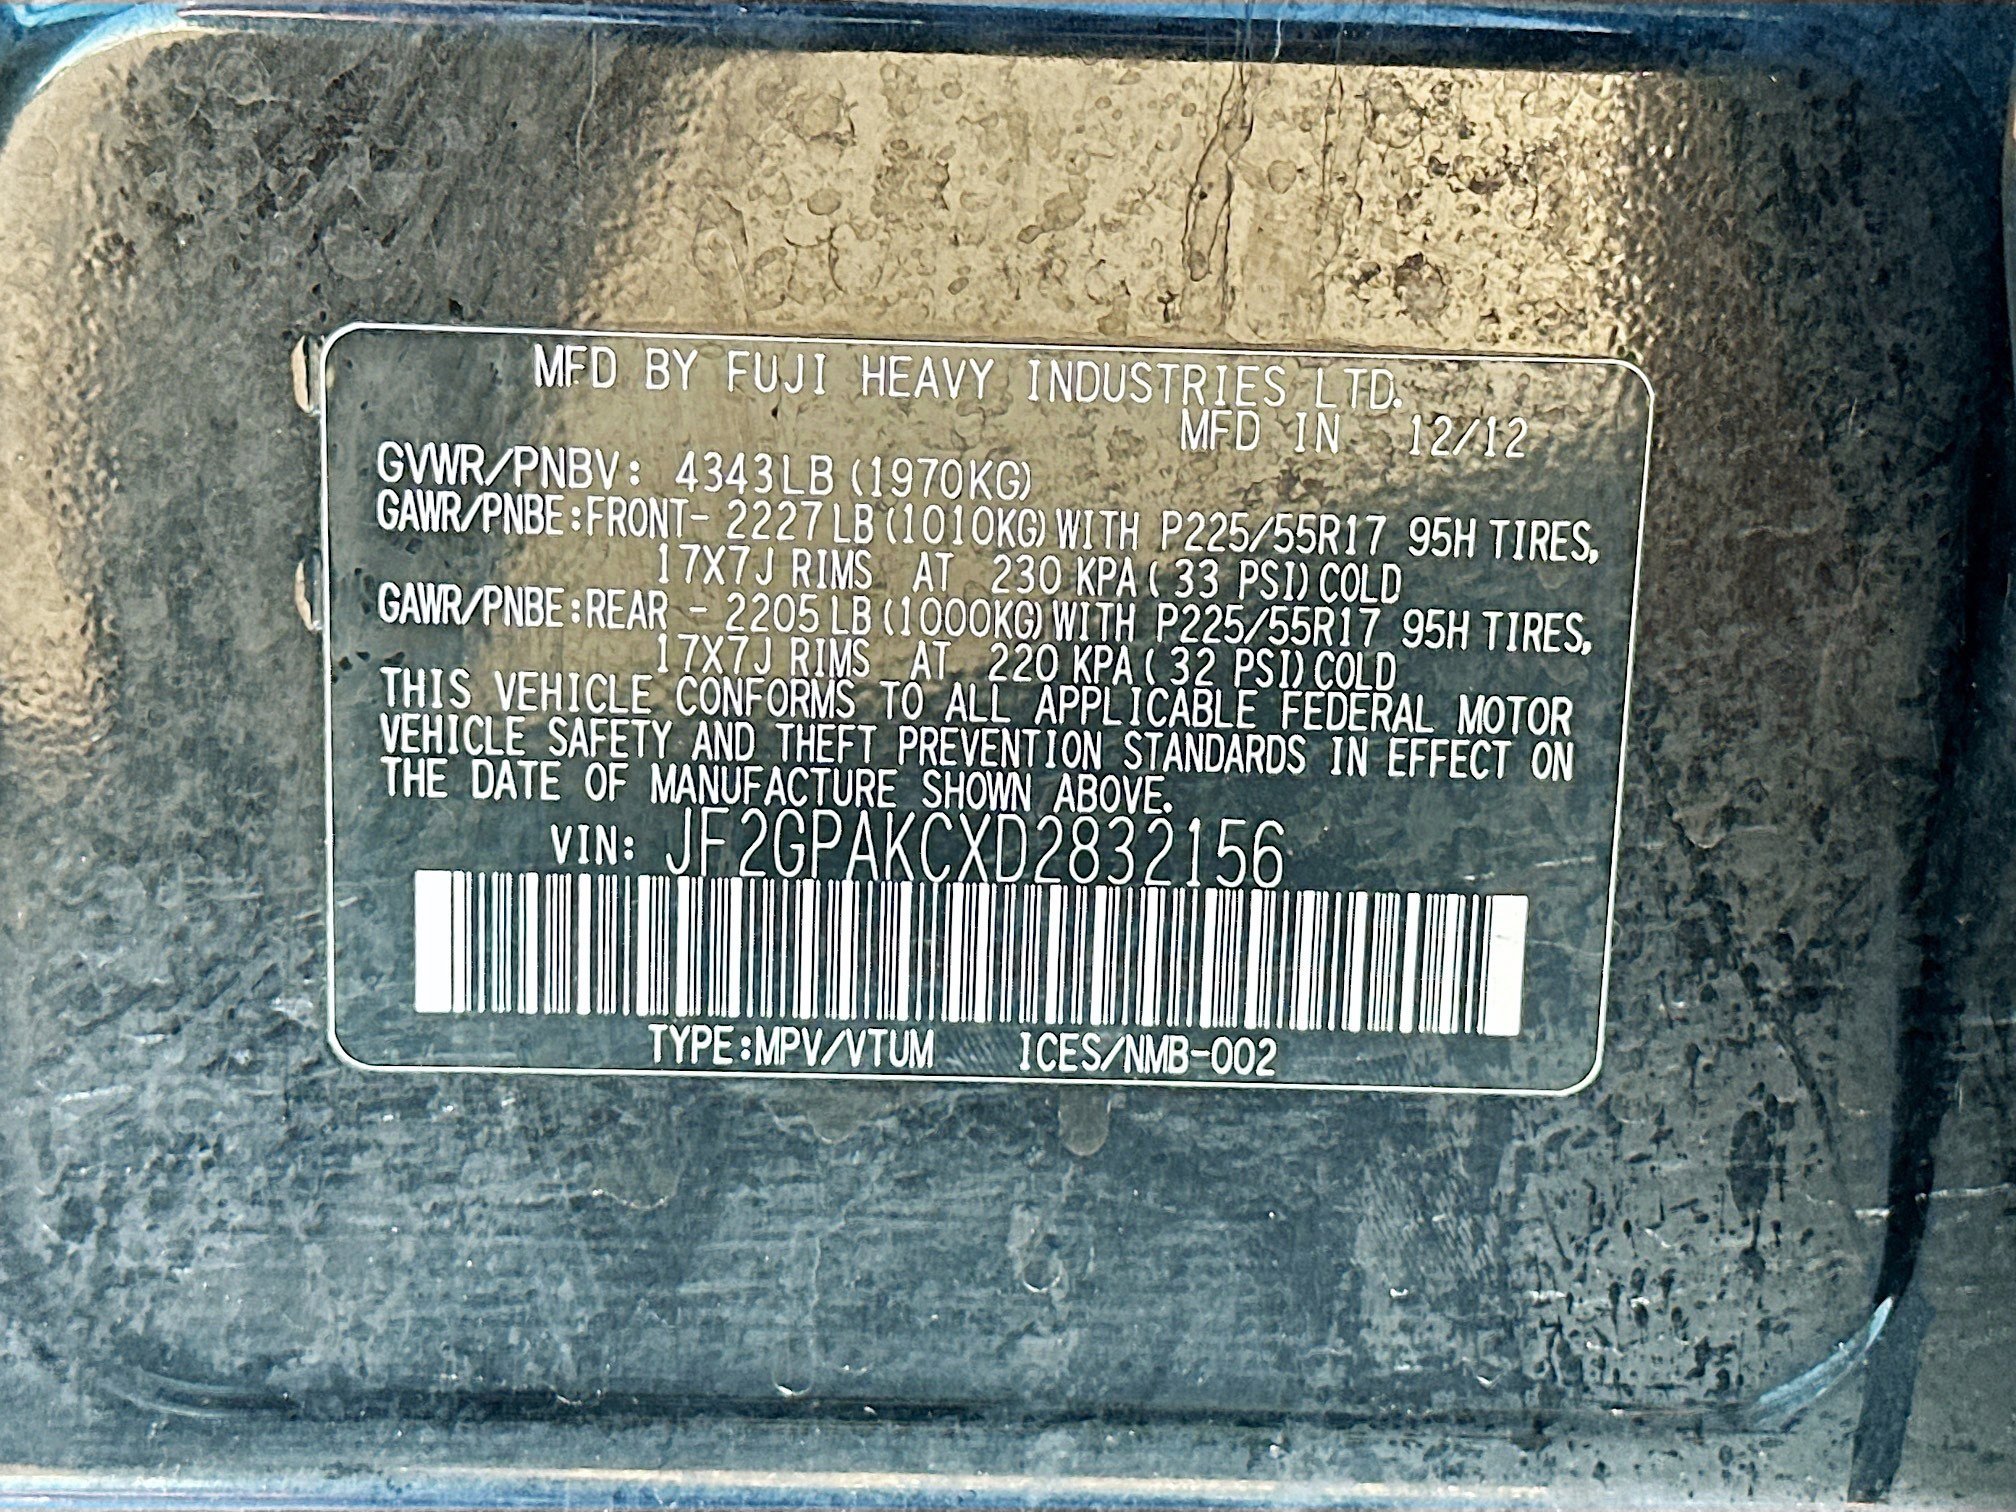 MFD BY FUJI HEAVY INDUSTRIES LTD.
MFD IN 12/12
GVWR/PNBV: 4343LB (1970KG)
GAWR/PNBE:FRONT- 2227LB (1010KG) WITH P225/55R17 95H TIRES,
17X7J RIMS AT 230 KPA ( 33 PSI) COLD
GAWR/PNBE:REAR - 2205LB (1000KG) WITH P225/55R17 95H TIRES,
17X7J RIMS AT 220 KPA ( 32 PSI) COLD
THIS VEHICLE CONFORMS TO ALL APPLICABLE FEDERAL MOTOR
VEHICLE SAFETY AND THEFT PREVENTION STANDARDS IN EFFECT ON
THE DATE OF MANUFACTURE SHOWN ABOVE.
VIN: JF2GPAKCXD2832156
TYPE:MPV/VTUM ICES/NMB-002